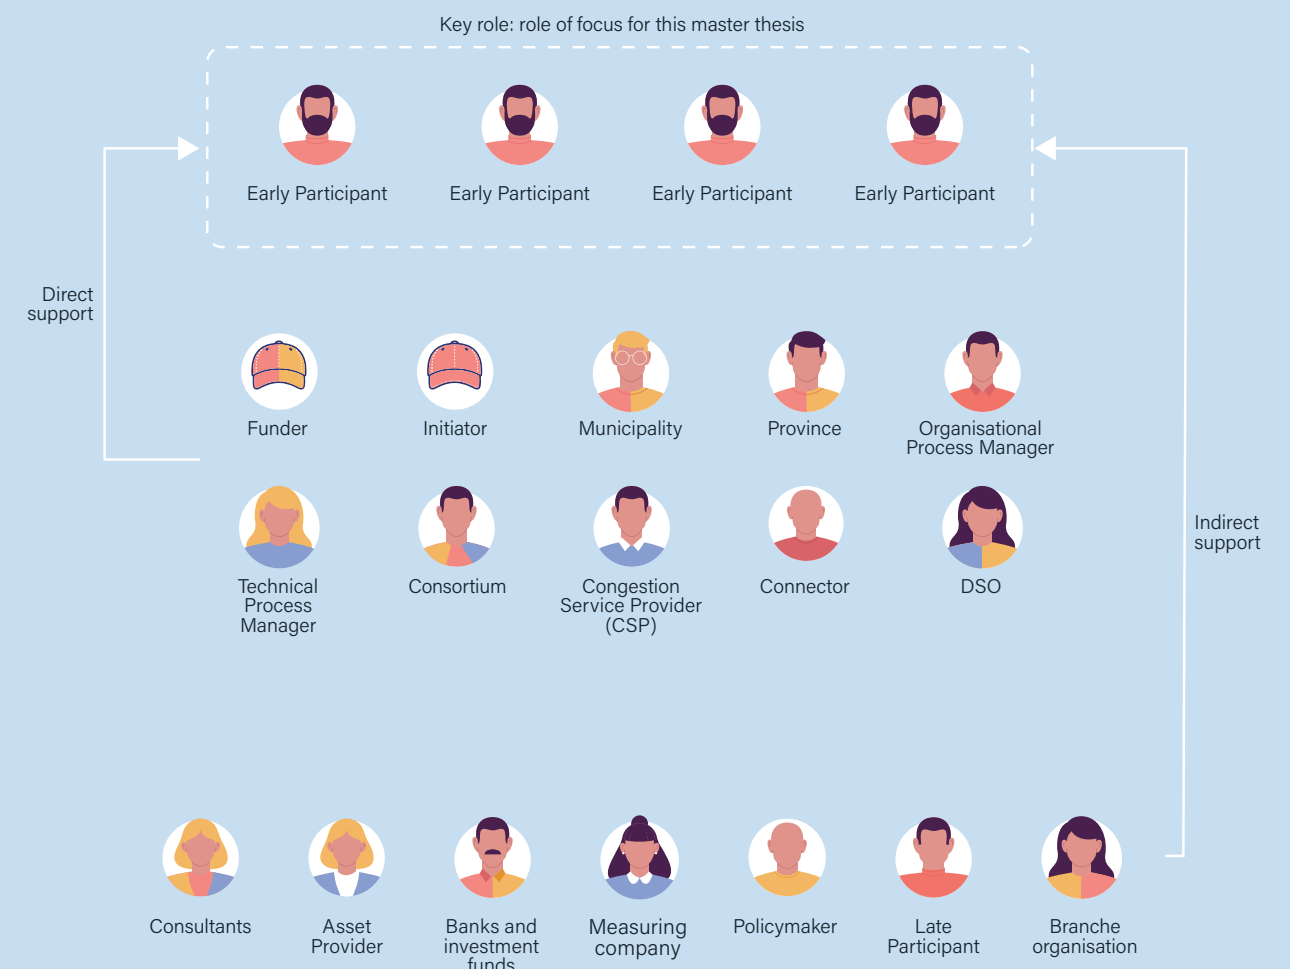 Key role: role of focus for this master thesis
Early Participant
Early Participant
Early Participant
Early Participant
Direct
support
Funder
Initiator
Municipality
Province
Organisational
Process Manager
Technical
Process
Manager
Consortium
Congestion
Service Provider
(CSP)
Connector
DSO
Indirect
support
Consultants
Asset
Provider
Banks and
investment
funds
Measuring
company
Policymaker
Late
Participant
Branche
organisation